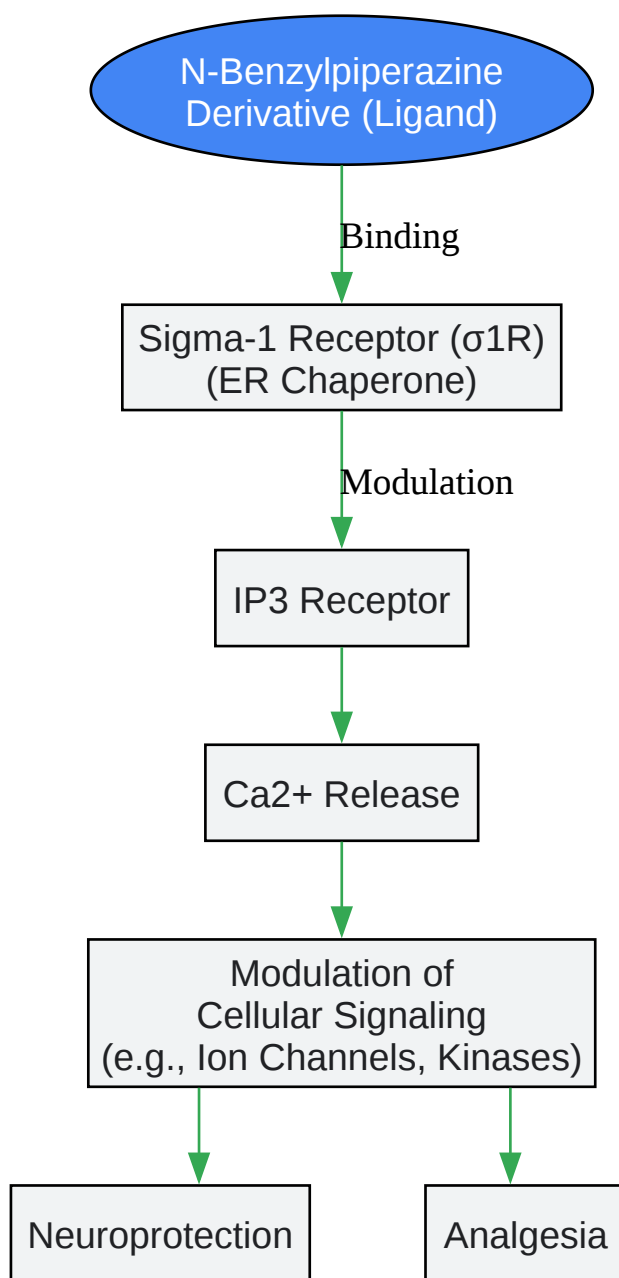 N-Benzylpiperazine
Derivative (Ligand)
Binding
Sigma-1 Receptor (σ1R)
(ER Chaperone)
Modulation
IP3 Receptor
Ca2+ Release
Modulation of
Cellular Signaling
(e.g., Ion Channels, Kinases)
Neuroprotection
Analgesia